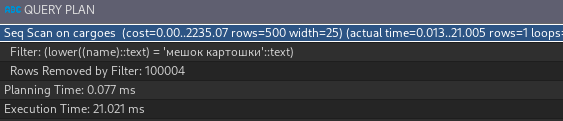 ABC QUERY PLAN
Seq Scan on cargoes (cost=0.00..2235.07 rows=500 width=25) (actual time=0.013..21.005 rows=1 loops=
Filter: (lower((name)::text) = 'мешок картошки'::text)
Rows Removed by Filter: 100004
Planning Time: 0.077 ms
Execution Time: 21.021 ms